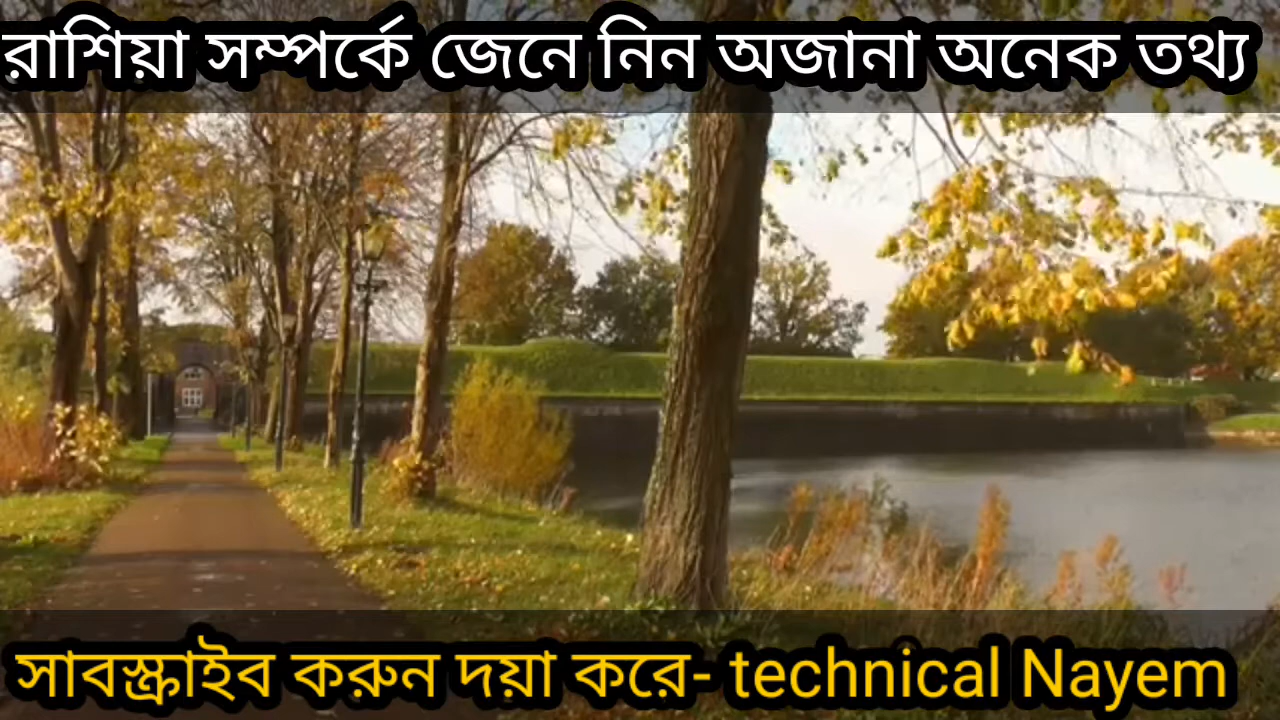 রাশিয়া সম্পর্কে জেনে নিন অজানা অনেক তথ্য
সাবস্ক্রাইব করুন দয়া করে- technical Nayem